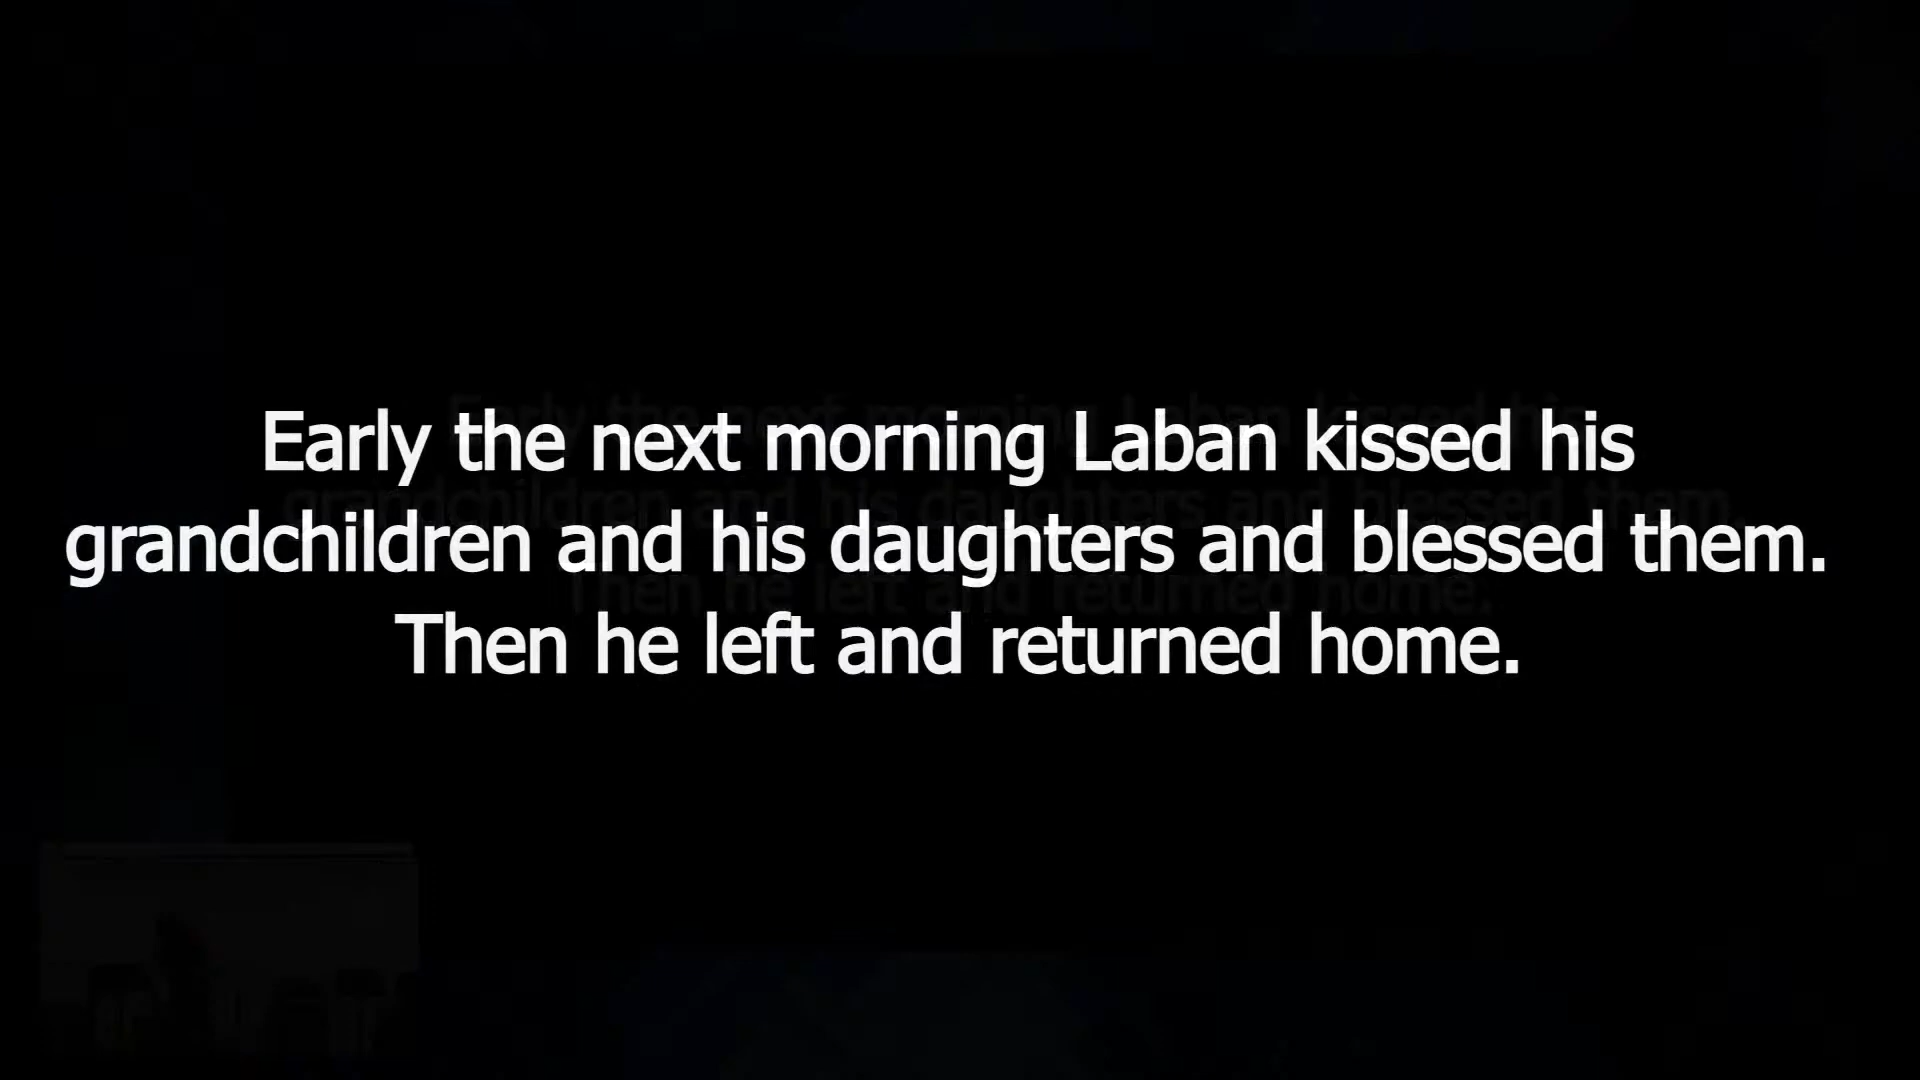 Early the next morning Laban kissed his
grandchildren and his daughters and blessed them.
Then he left and returned home.